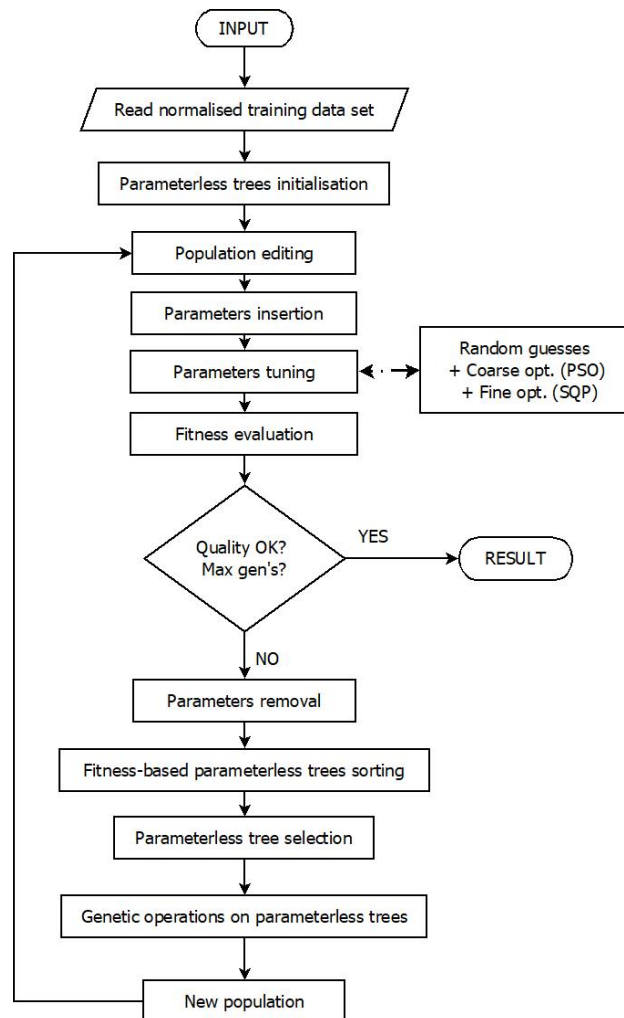 INPUT
Read normalised training data set
Parameterless trees initialisation
Population editing
Parameters insertion
Parameters tuning
Random guesses
+ Coarse opt. (PSO)
+ Fine opt. (SQP)
Fitness evaluation
Quality OK?
Max gen's?
YES
RESULT
NO
Parameters removal
Fitness-based parameterless trees sorting
Parameterless tree selection
Genetic operations on parameterless trees
New population